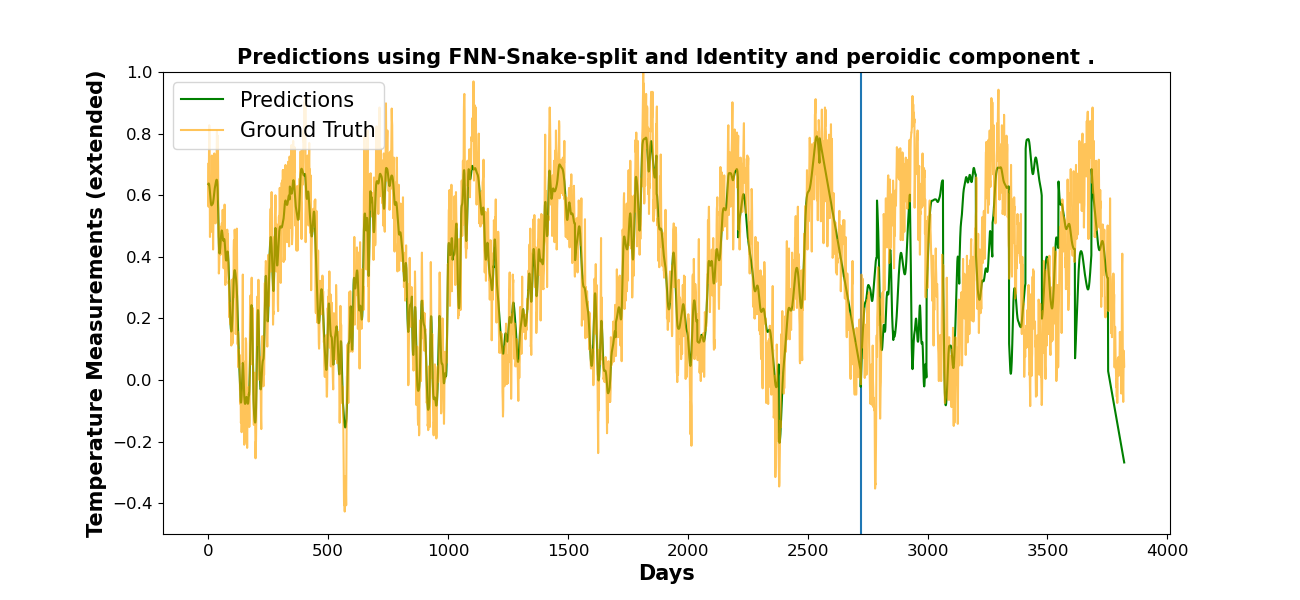 Predictions using FNN-Snake-split and Identity and peroidic component .
Temperature Measurements (extended)
1.0
0.8
0.6
0.4
0.2
0.0
−0.2
−0.4
Predictions
Ground Truth
0 500 1000 1500 2000 2500 3000 3500 4000
Days